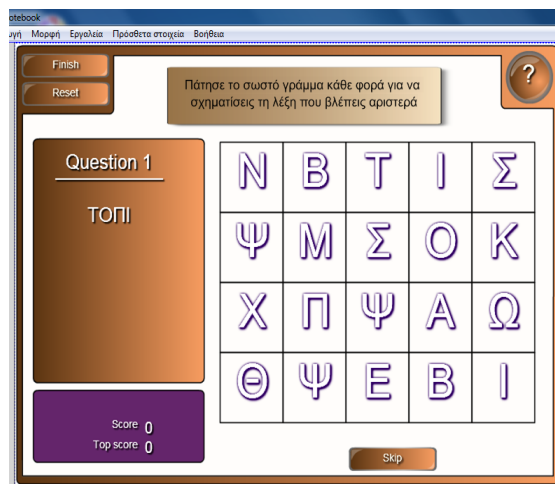 otebook
υγή Μορφή Εργαλεία Πρόσθετα στοιχεία Βοήθεια
Finish
Reset
?
Πάτησε το σωστό γράμμα κάθε φορά για να
σχηματίσεις τη λέξη που βλέπεις αριστερά
Question 1
ΤΟΠΙ
Ν Β Τ Ι Σ
Ψ Μ Σ Ο Κ
Χ Π Ψ Α Ω
Θ Ψ Ε Β Ι
Score 0
Top score 0
Skip